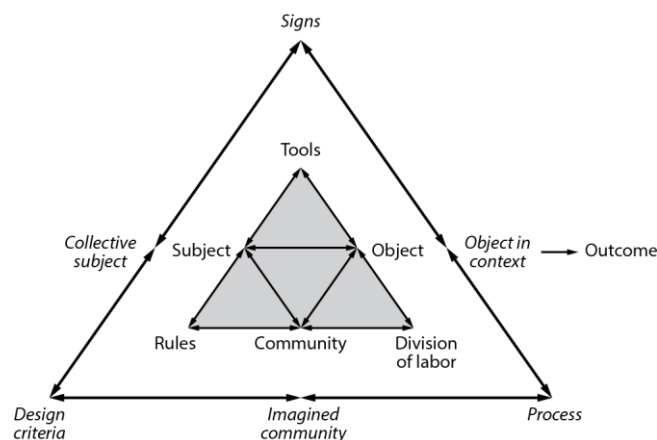 Signs
Tools
Collective
subject
Subject
Object
Object in
context
Outcome
Rules
Community
Division
of labor
Design
criteria
Imagined
community
Process